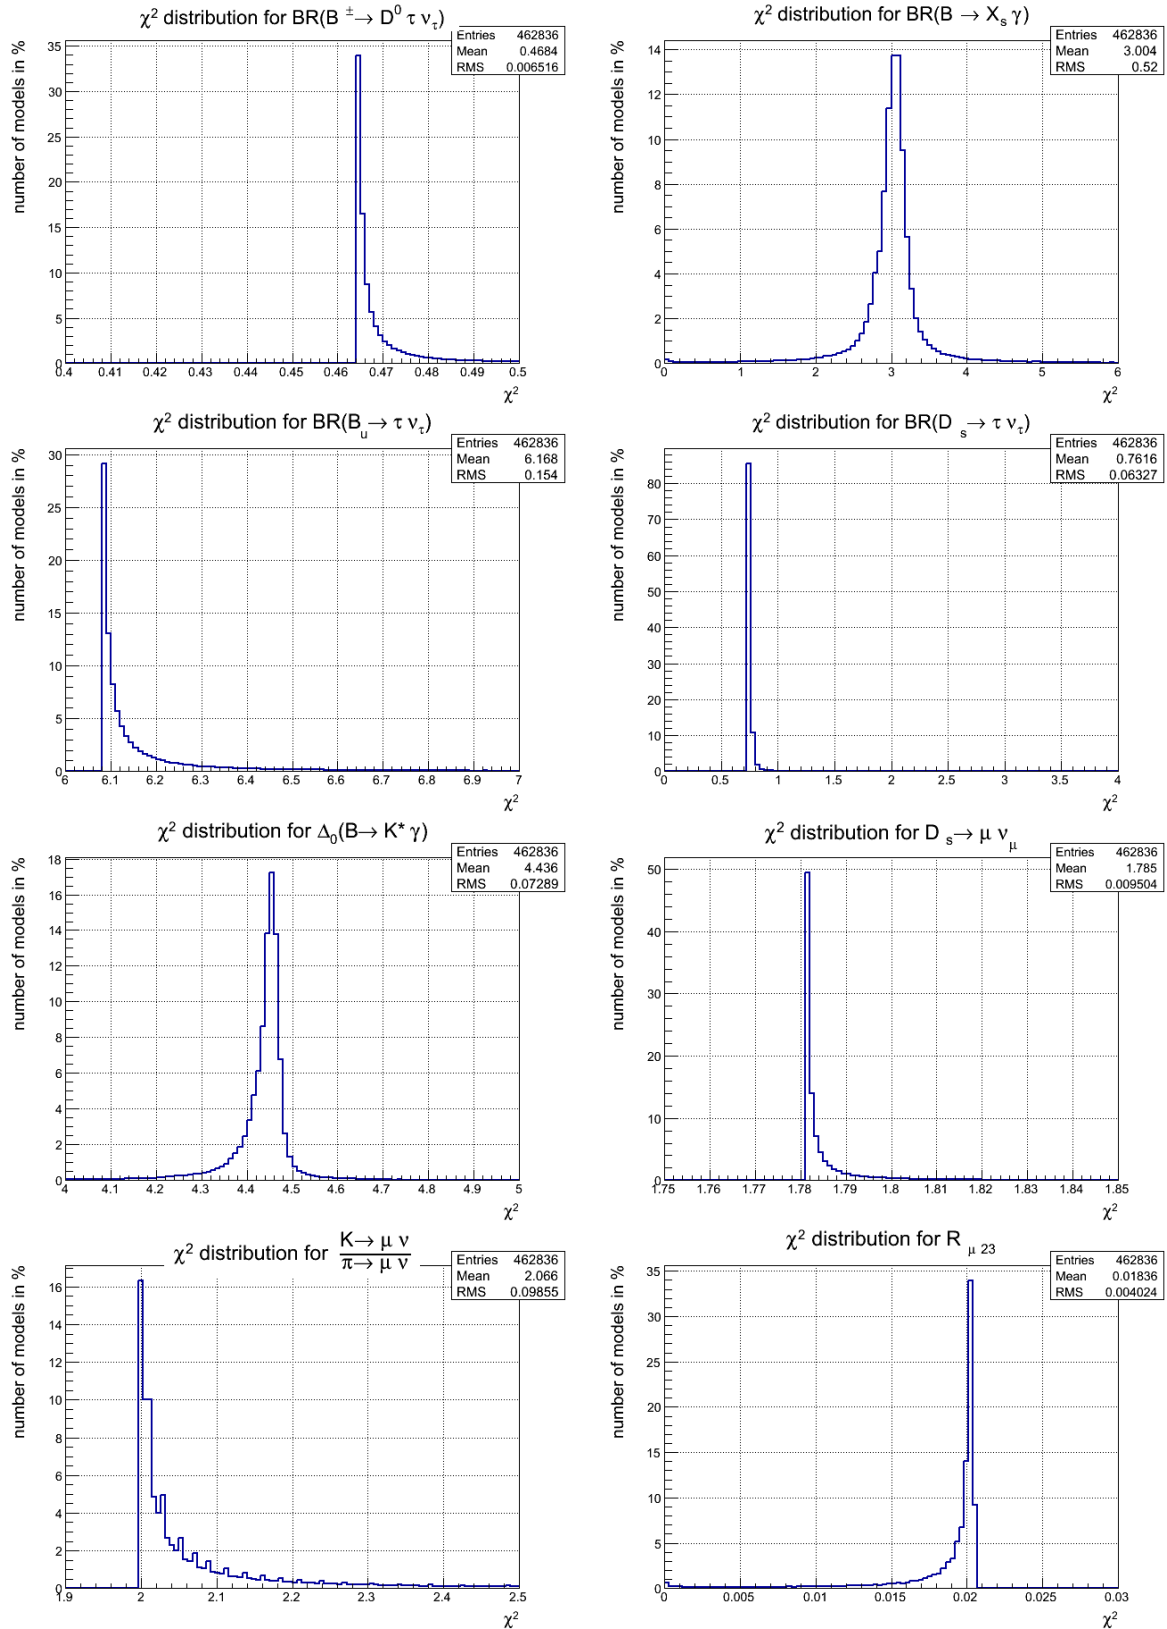 χ² distribution for BR(B ± → D⁰ τ ντ)
Entries 462836
Mean 0.4684
RMS 0.006516
number of models in %
35
30
25
20
15
10
5
0
0.4 0.41 0.42 0.43 0.44 0.45 0.46 0.47 0.48 0.49 0.5
χ²
χ² distribution for BR(B → Xs γ)
Entries 462836
Mean 3.004
RMS 0.52
number of models in %
14
12
10
8
6
4
2
0
0 1 2 3 4 5 6
χ²
χ² distribution for BR(Bu → τ ντ)
Entries 462836
Mean 6.168
RMS 0.154
number of models in %
30
25
20
15
10
5
0
6 6.1 6.2 6.3 6.4 6.5 6.6 6.7 6.8 6.9 7
χ²
χ² distribution for BR(D s → τ ντ)
Entries 462836
Mean 0.7616
RMS 0.06327
number of models in %
80
70
60
50
40
30
20
10
0
0 0.5 1 1.5 2 2.5 3 3.5 4
χ²
χ² distribution for Δ₀(B→ K* γ)
Entries 462836
Mean 4.436
RMS 0.07289
number of models in %
18
16
14
12
10
8
6
4
2
0
4 4.1 4.2 4.3 4.4 4.5 4.6 4.7 4.8 4.9 5
χ²
χ² distribution for D s → μ νμ
Entries 462836
Mean 1.785
RMS 0.009504
number of models in %
50
40
30
20
10
0
1.75 1.76 1.77 1.78 1.79 1.8 1.81 1.82 1.83 1.84 1.85
χ²
χ² distribution for K→ μ ν
π→ μ ν
Entries 462836
Mean 2.066
RMS 0.09855
number of models in %
16
14
12
10
8
6
4
2
0
1.9 2 2.1 2.2 2.3 2.4 2.5
χ²
χ² distribution for R μ 23
Entries 462836
Mean 0.01836
RMS 0.004024
number of models in %
35
30
25
20
15
10
5
0
0 0.005 0.01 0.015 0.02 0.025 0.03
χ²